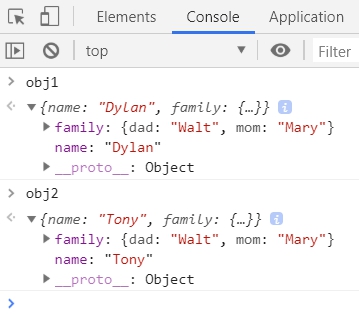 Elements Console Application
top Filter
> obj1
<· ▼{name: "Dylan", family: {…}} i
▶family: {dad: "Walt", mom: "Mary"}
name: "Dylan"
▶__proto__: Object
> obj2
<· ▼{name: "Tony", family: {…}} i
▶family: {dad: "Walt", mom: "Mary"}
name: "Tony"
▶__proto__: Object
>